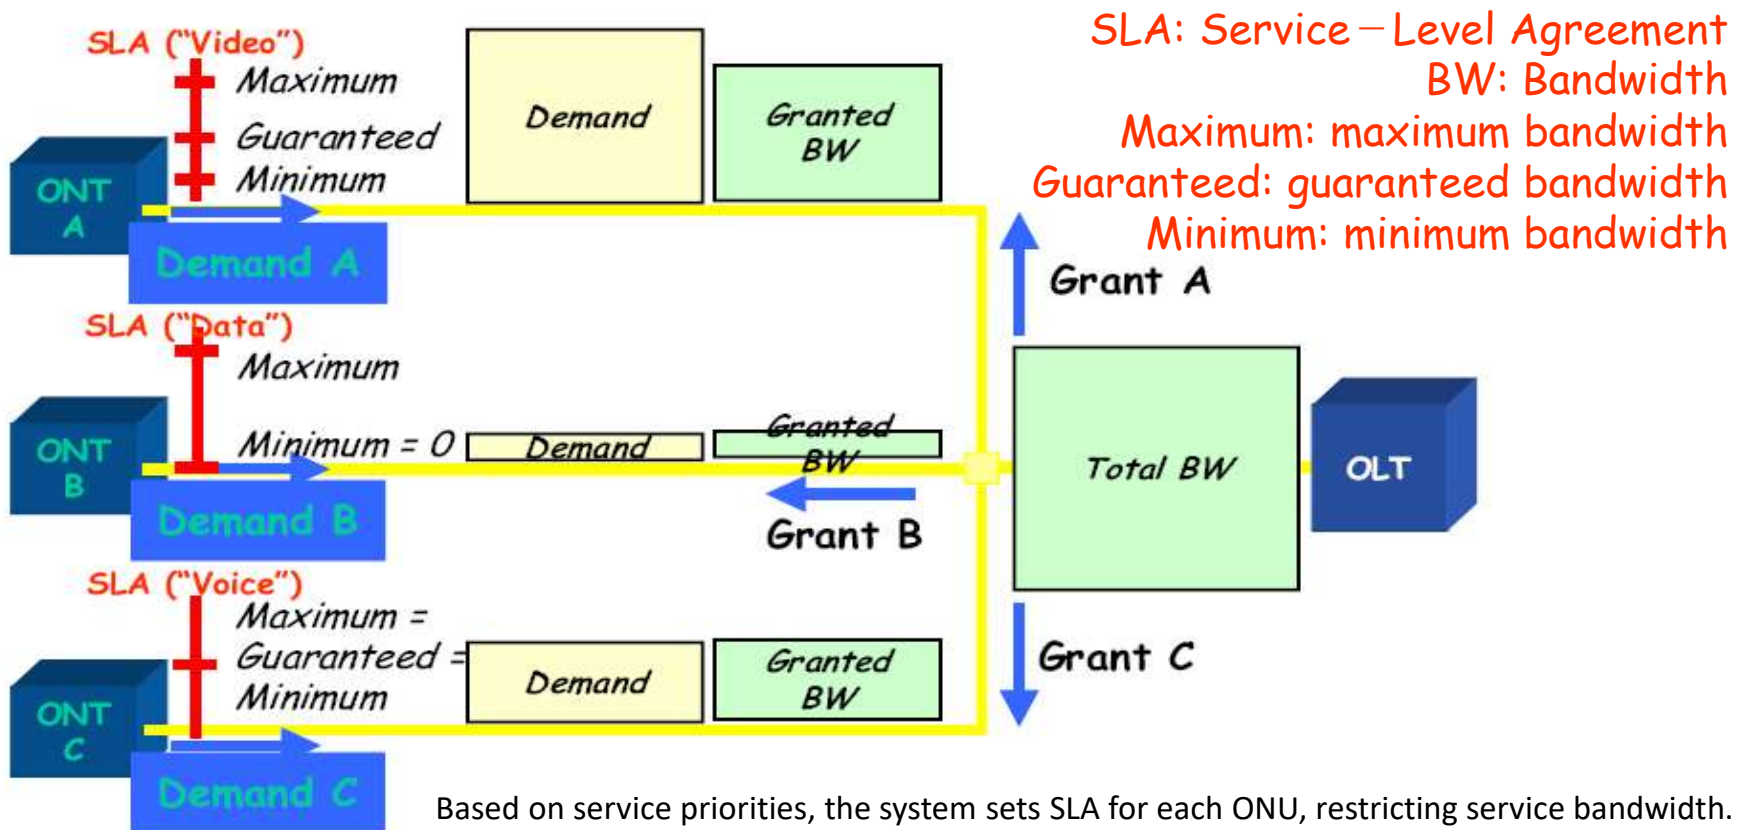 SLA: Service－Level Agreement
BW: Bandwidth
Maximum: maximum bandwidth
Guaranteed: guaranteed bandwidth
Minimum: minimum bandwidth
SLA ("Video")
Maximum
Guaranteed
Minimum
ONT
A
Demand A
Demand
Granted
BW
Grant A
SLA ("Data")
Maximum
Minimum = 0
ONT
B
Demand B
Demand
Granted
BW
Grant B
Total BW
OLT
SLA ("Voice")
Maximum =
Guaranteed =
Minimum
ONT
C
Demand C
Demand
Granted
BW
Grant C
Based on service priorities, the system sets SLA for each ONU, restricting service bandwidth.